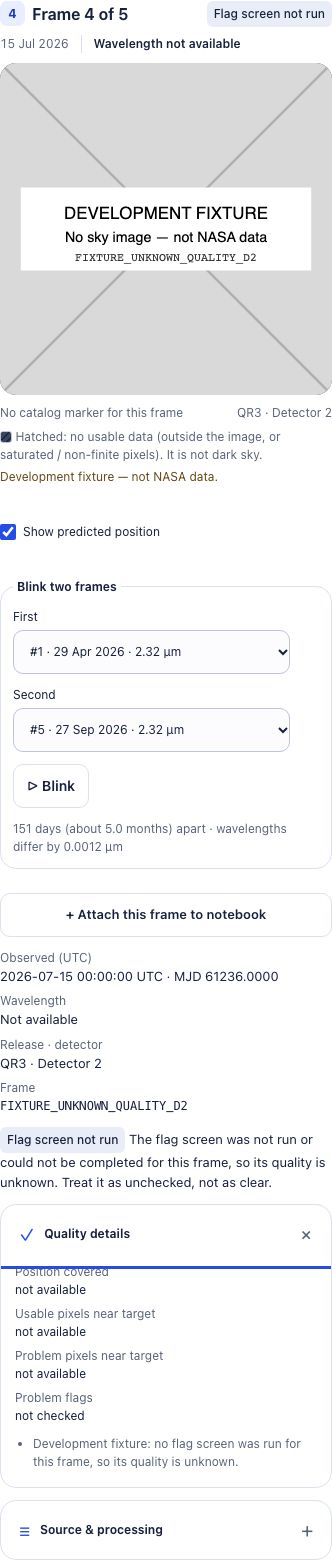 4 Frame 4 of 5 Flag screen not run
15 Jul 2026 Wavelength not available
DEVELOPMENT FIXTURE
No sky image — not NASA data
FIXTURE_UNKNOWN_QUALITY_D2
No catalog marker for this frame QR3 · Detector 2
Hatched: no usable data (outside the image, or
saturated / non-finite pixels). It is not dark sky.
Development fixture — not NASA data.
Show predicted position
Blink two frames
First
#1 · 29 Apr 2026 · 2.32 µm
Second
#5 · 27 Sep 2026 · 2.32 µm
Blink
151 days (about 5.0 months) apart · wavelengths
differ by 0.0012 µm
+ Attach this frame to notebook
Observed (UTC)
2026-07-15 00:00:00 UTC · MJD 61236.0000
Wavelength
Not available
Release · detector
QR3 · Detector 2
Frame
FIXTURE_UNKNOWN_QUALITY_D2
Flag screen not run The flag screen was not run or
could not be completed for this frame, so its quality is
unknown. Treat it as unchecked, not as clear.
Quality details
Position covered
not available
Usable pixels near target
not available
Problem pixels near target
not available
Problem flags
not checked
• Development fixture: no flag screen was run for
this frame, so its quality is unknown.
Source & processing